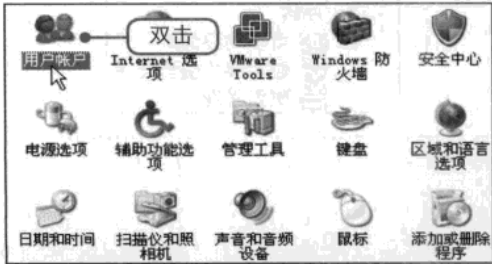 双击
用户帐户
Internet 选
项
VMware
Tools
Windows 防
火墙
安全中心
电源选项
辅助功能选
项
管理工具
键盘
区域和语言
选项
日期和时间
扫描仪和照
相机
声音和音频
设备
鼠标
添加或删除
程序